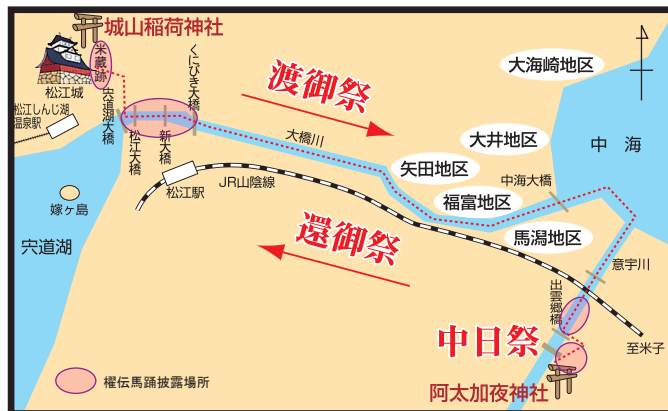 城山稲荷神社
米蔵跡
松江城
くにびき大橋
松江しんじ湖
温泉駅
宍道湖大橋
松江大橋
新大橋
渡御祭
大海崎地区
大橋川
大井地区
中 海
矢田地区
中海大橋
JR山陰線
松江駅
福富地区
嫁ヶ島
還御祭
馬潟地区
宍道湖
意宇川
出雲郷橋
中日祭
至米子
櫂伝馬踊披露場所
阿太加夜神社